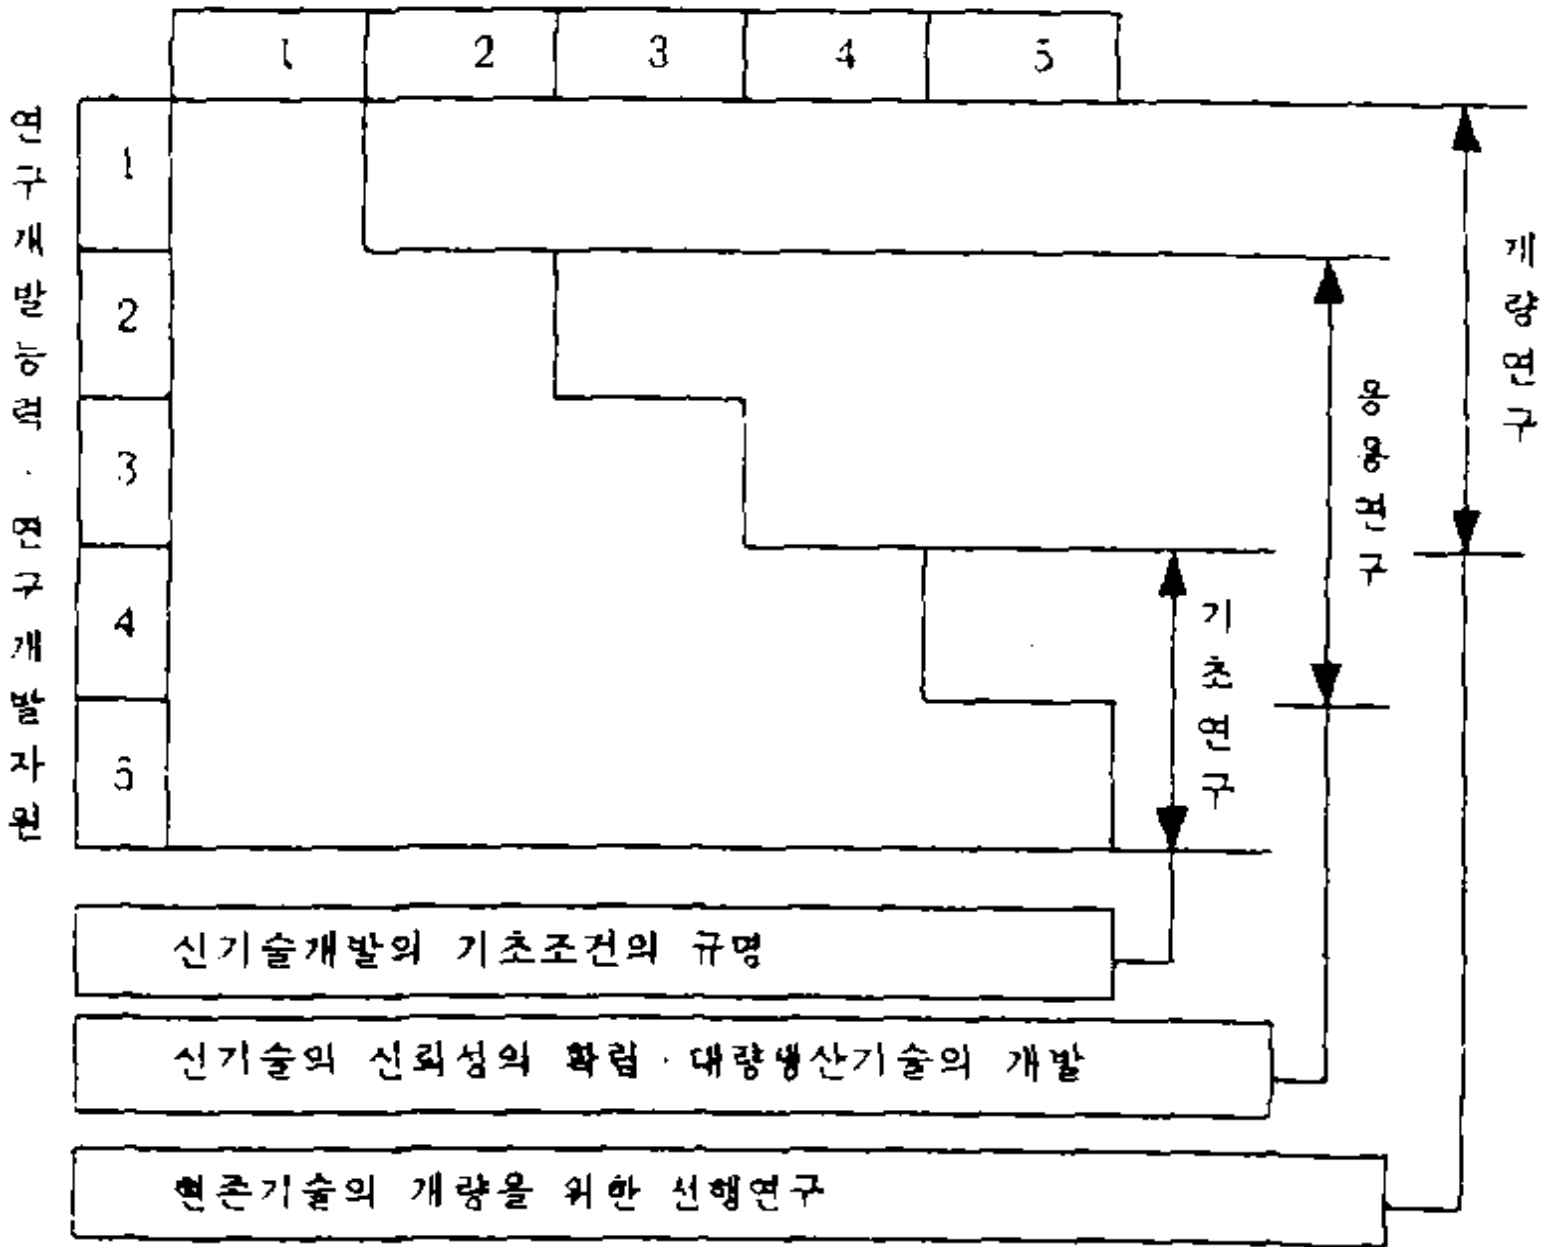 1 2 3 4 5
연구개발능력 · 연구개발자원
1
2
3
4
5
개량연구
응용연구
기초연구
신기술개발의 기초조건의 규명
신기술의 신뢰성의 확립 · 대량생산기술의 개발
현존기술의 개량을 위한 선행연구